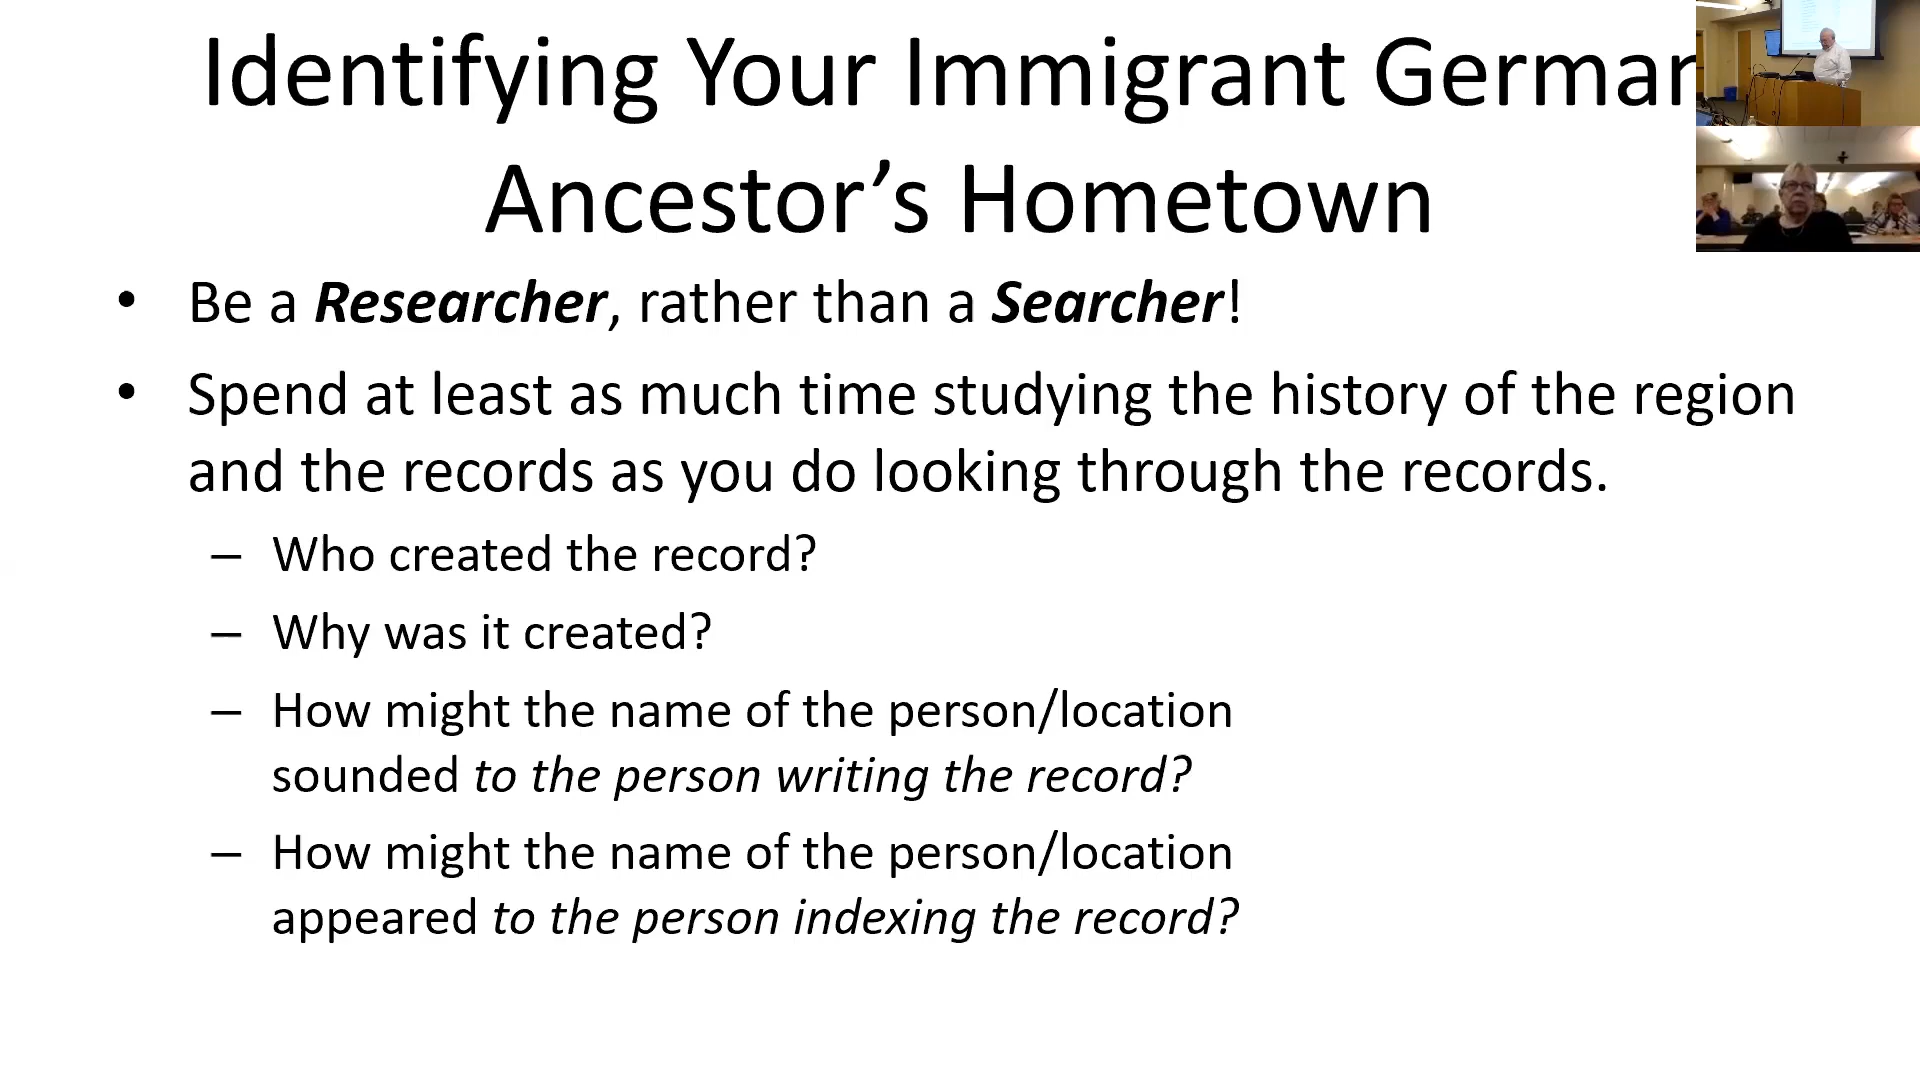 Identifying Your Immigrant German
Ancestor’s Hometown
• Be a Researcher, rather than a Searcher!
• Spend at least as much time studying the history of the region
and the records as you do looking through the records.
– Who created the record?
– Why was it created?
– How might the name of the person/location
sounded to the person writing the record?
– How might the name of the person/location
appeared to the person indexing the record?